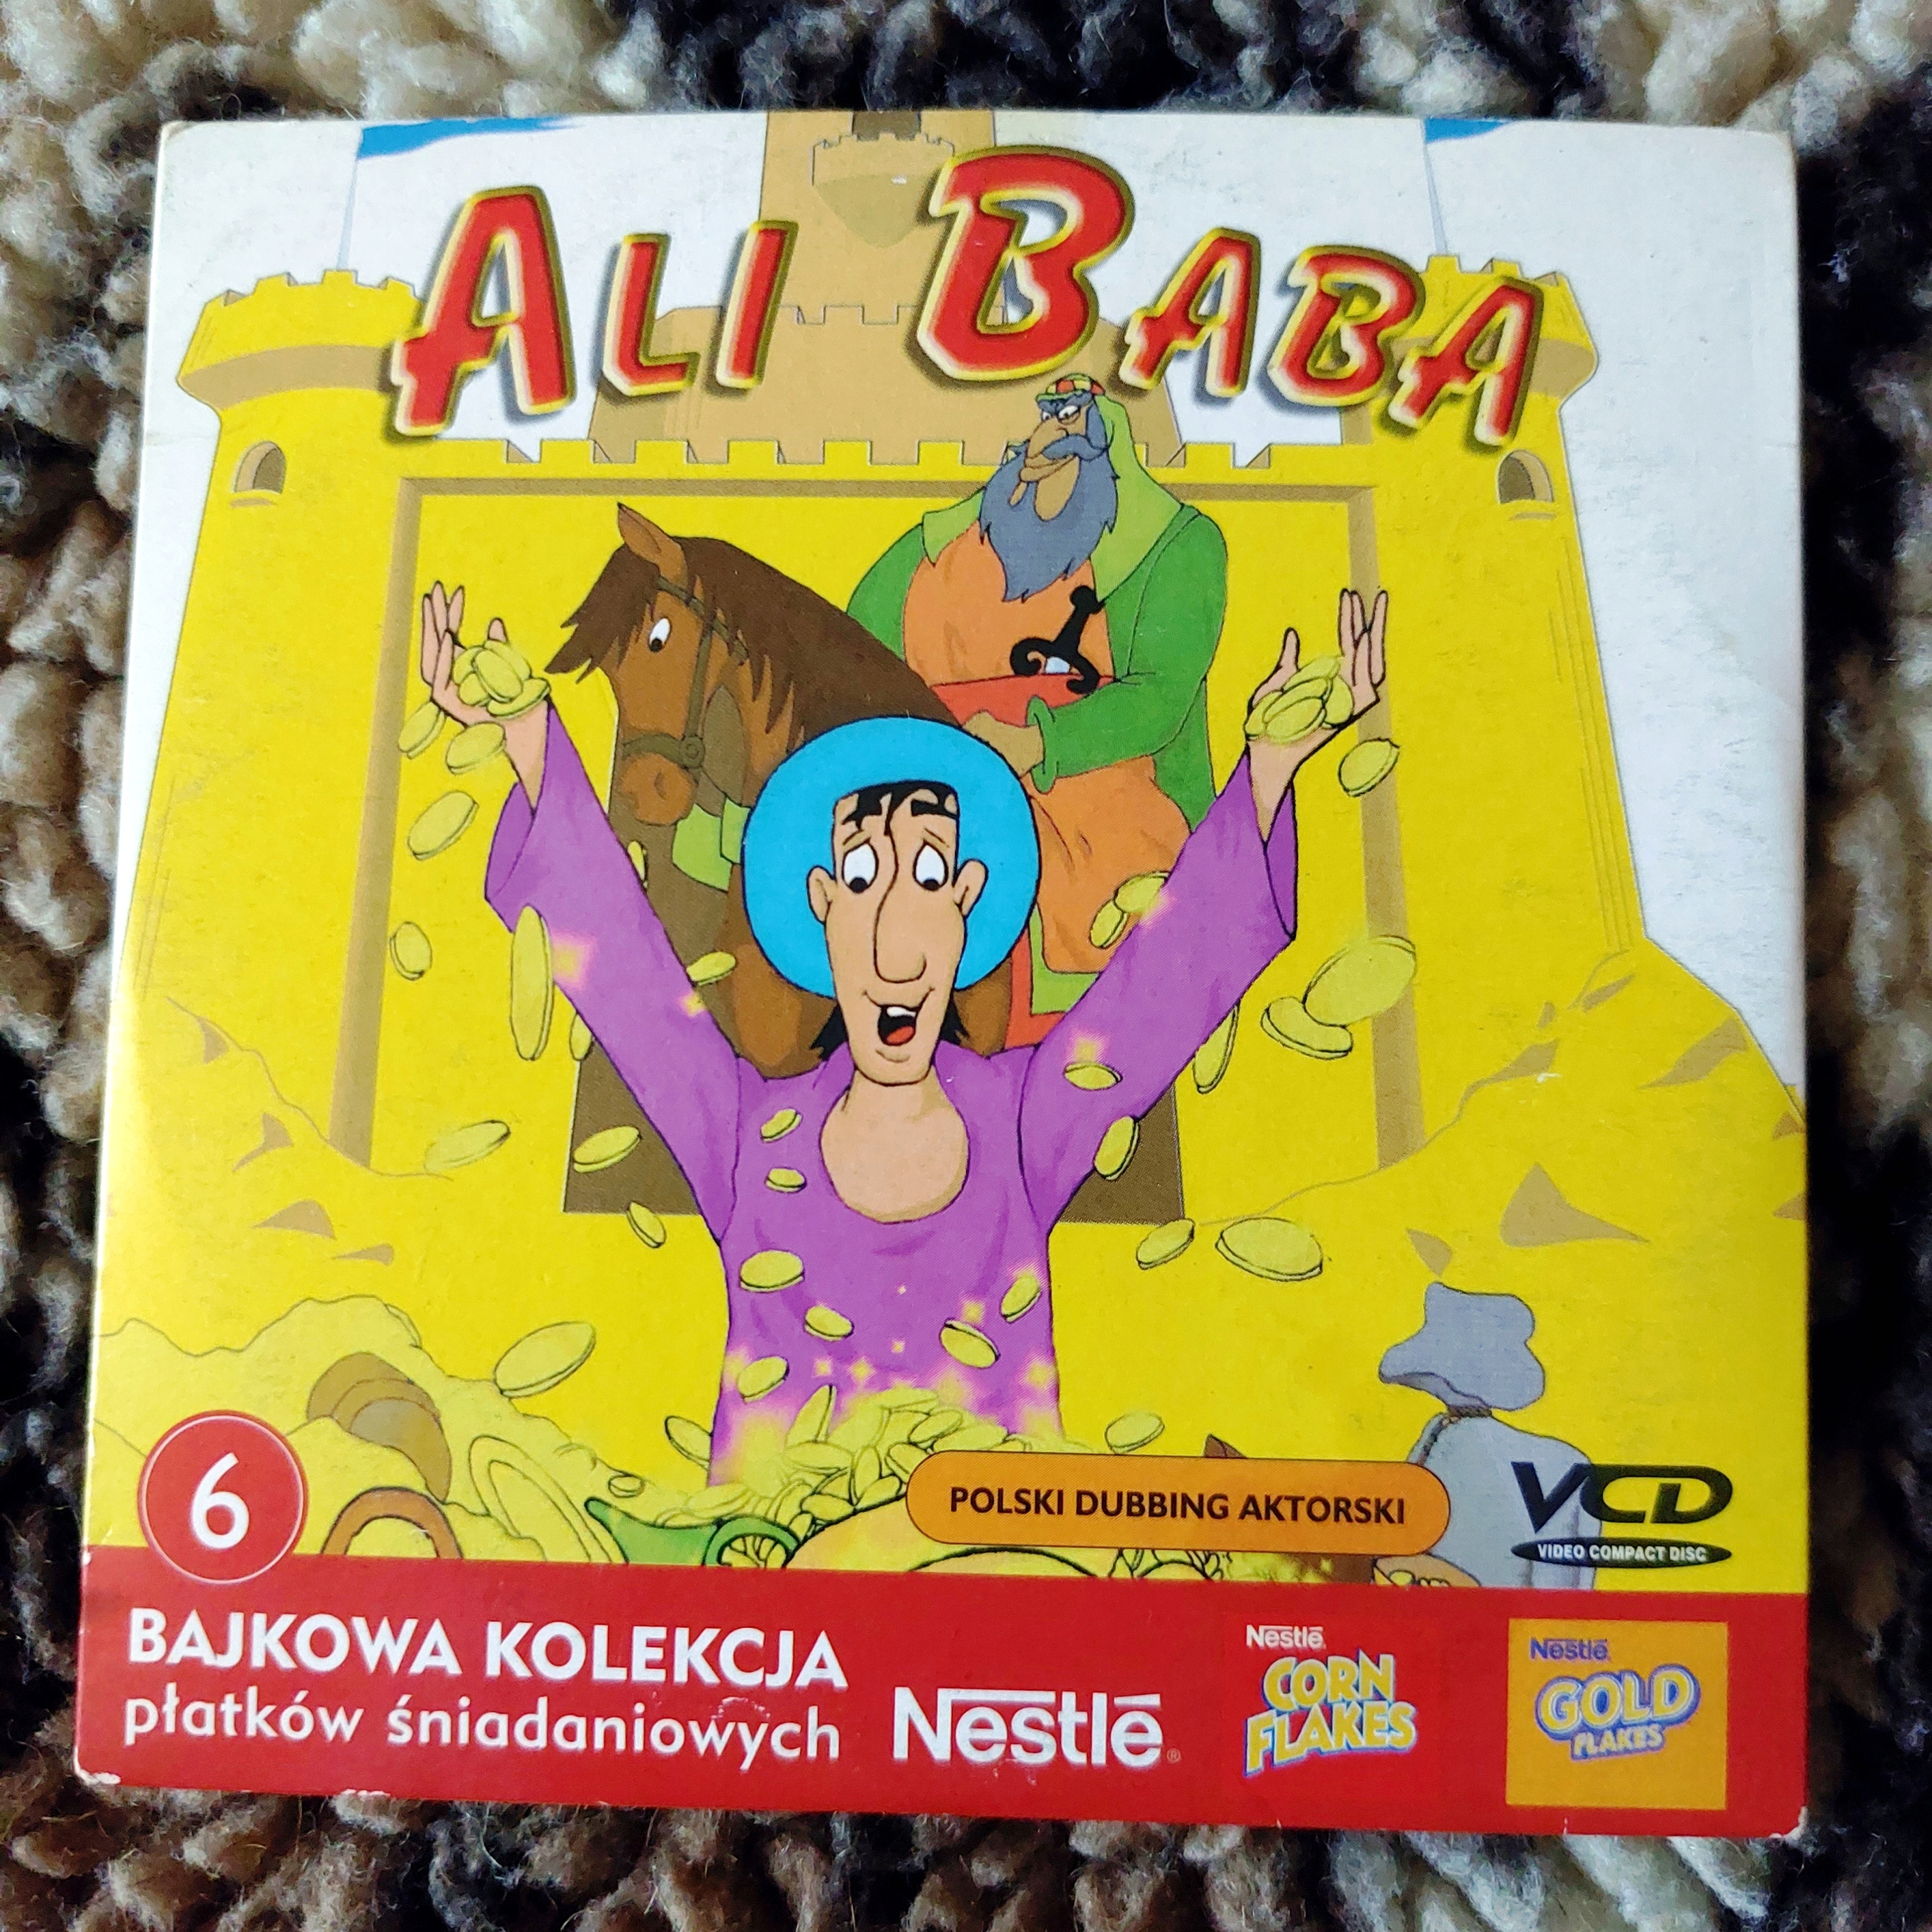 ALI BABA
6
POLSKI DUBBING AKTORSKI
VCD
VIDEO COMPACT DISC
BAJKOWA KOLEKCJA
płatków śniadaniowych
Nestlé®
Nestlé
CORN
FLAKES
Nestlé
GOLD
FLAKES